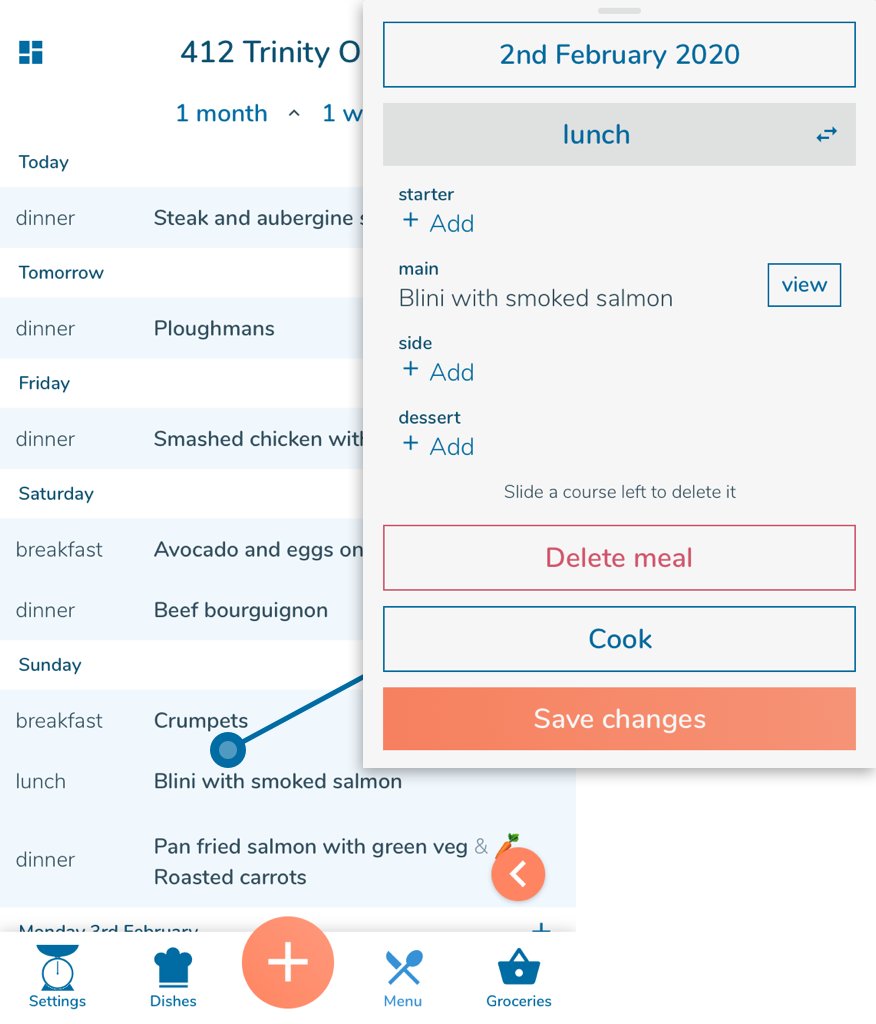 412 Trinity O
1 month 1 w
Today
dinner Steak and aubergine
Tomorrow
dinner Ploughmans
Friday
dinner Smashed chicken with
Saturday
breakfast Avocado and eggs on
dinner Beef bourguignon
Sunday
breakfast Crumpets
lunch Blini with smoked salmon
dinner Pan fried salmon with green veg &
Roasted carrots
Monday 3rd February
Settings Dishes Menu Groceries
2nd February 2020
lunch
starter
+ Add
main
Blini with smoked salmon view
side
+ Add
dessert
+ Add
Slide a course left to delete it
Delete meal
Cook
Save changes